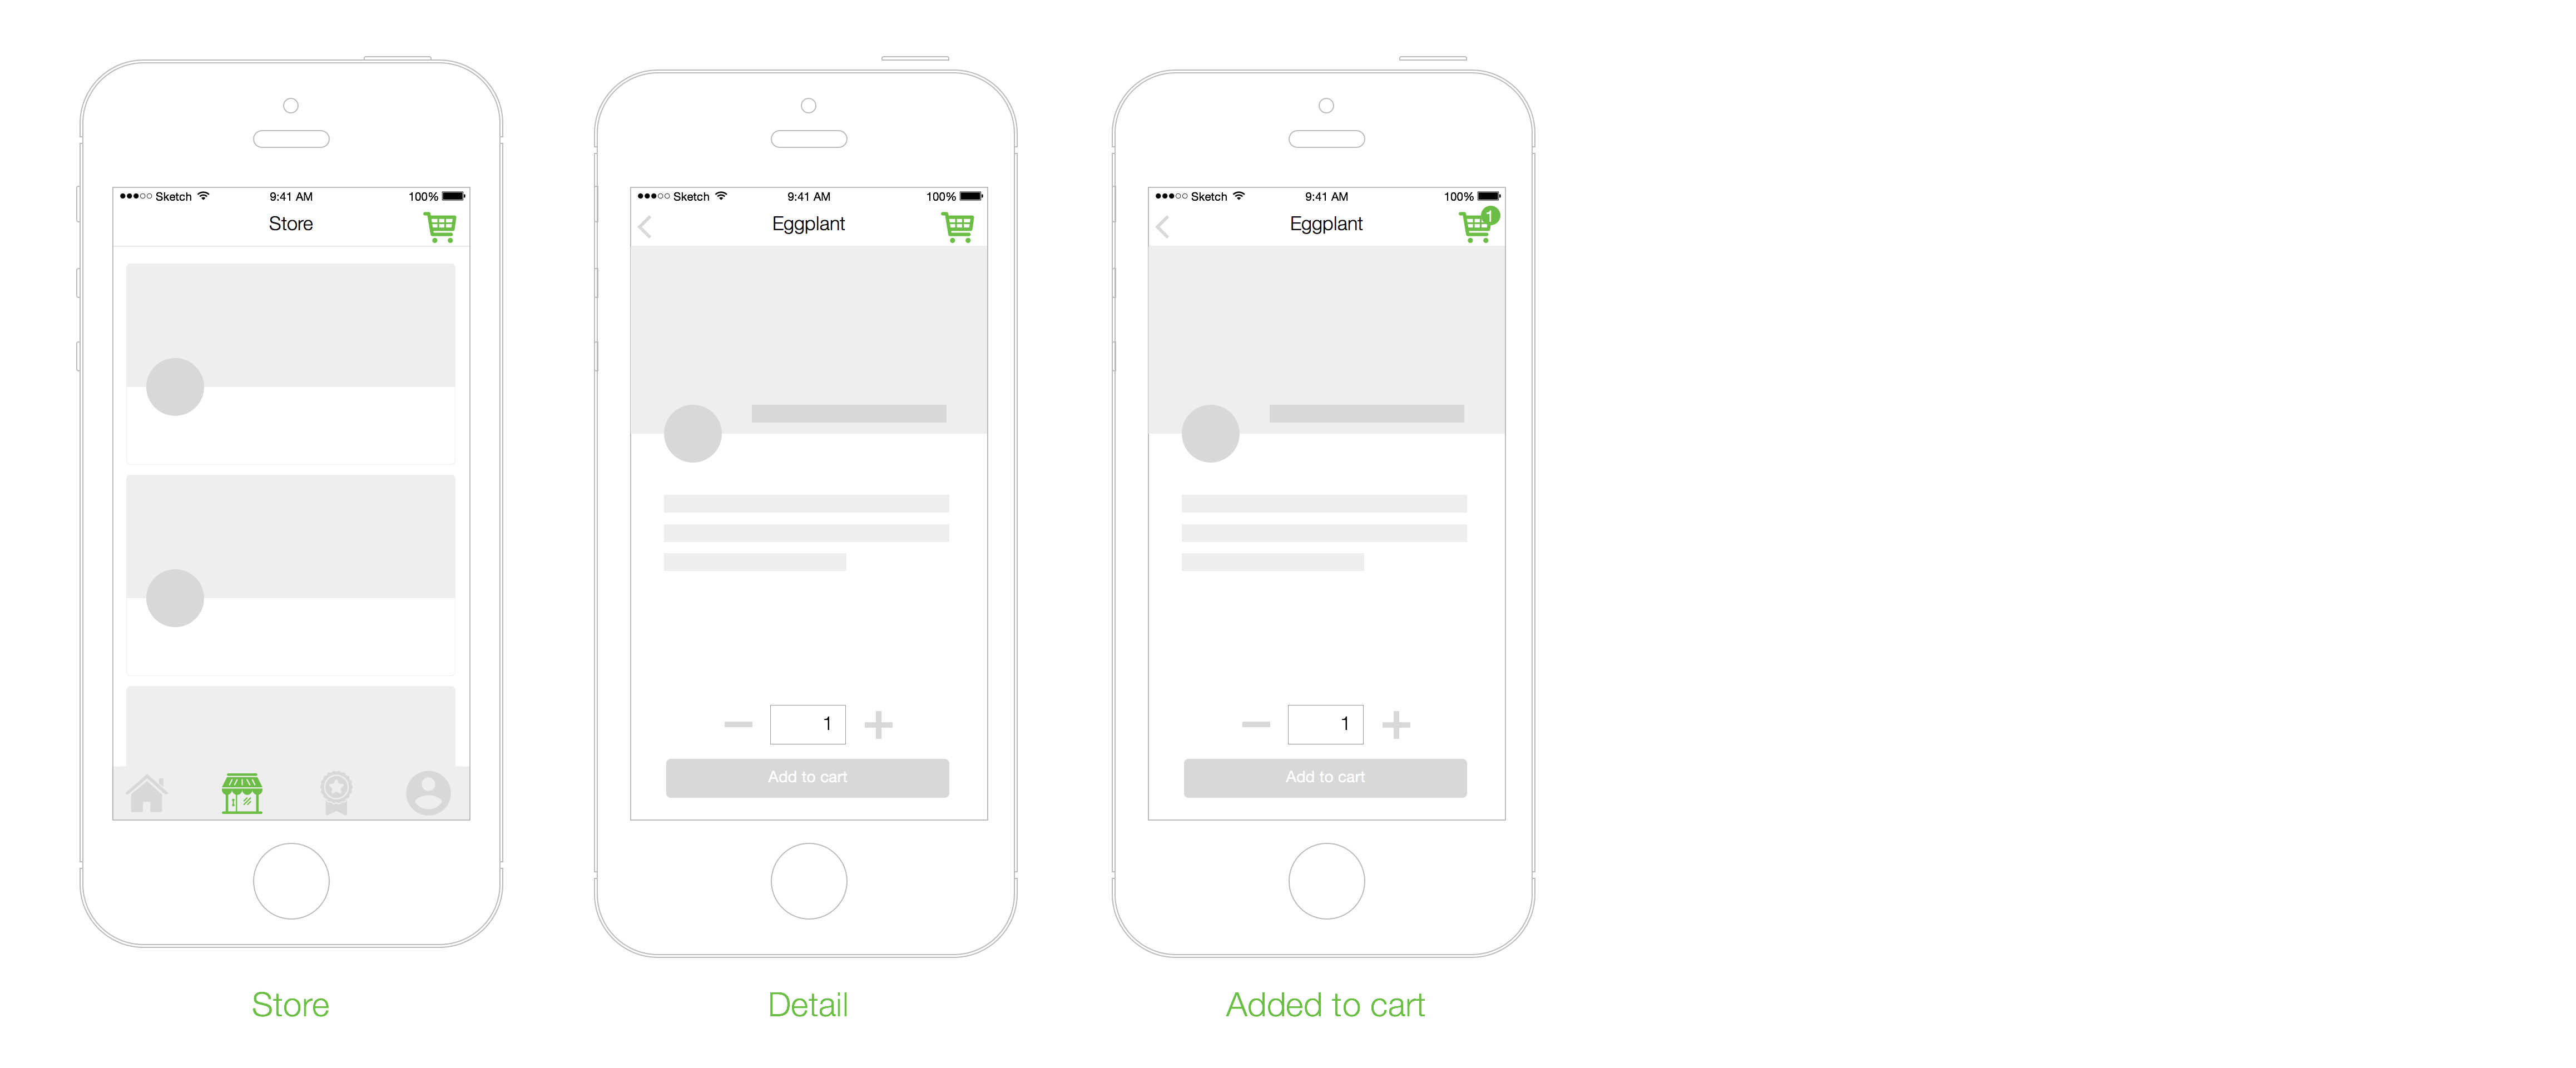 Sketch 9:41 AM 100%
Store
Sketch 9:41 AM 100%
Eggplant
1
Add to cart
Sketch 9:41 AM 100%
Eggplant
1
1
Add to cart
Store
Detail
Added to cart